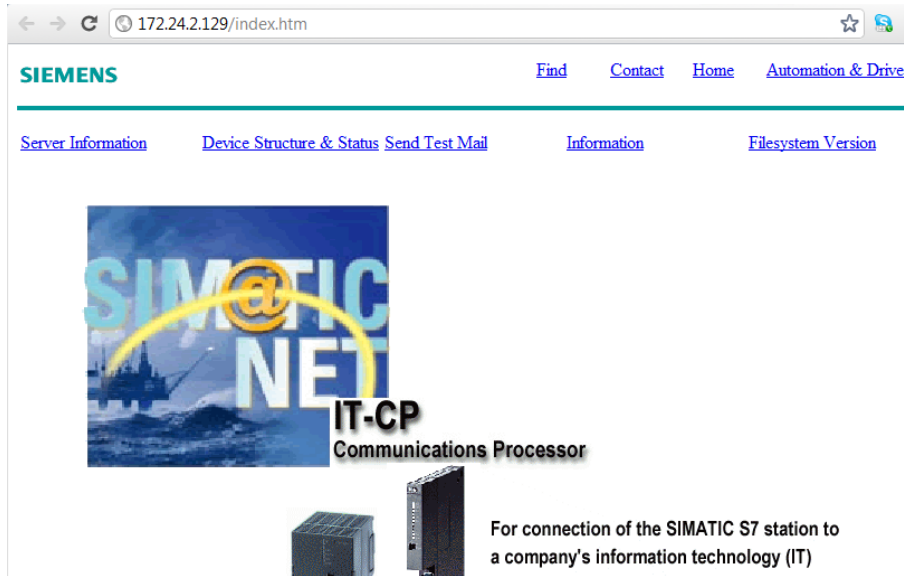 172.24.2.129/index.htm
SIEMENS
Find Contact Home Automation & Drive
Server Information Device Structure & Status Send Test Mail Information Filesystem Version
SIM@TIC
NET
IT-CP
Communications Processor
For connection of the SIMATIC S7 station to
a company's information technology (IT)